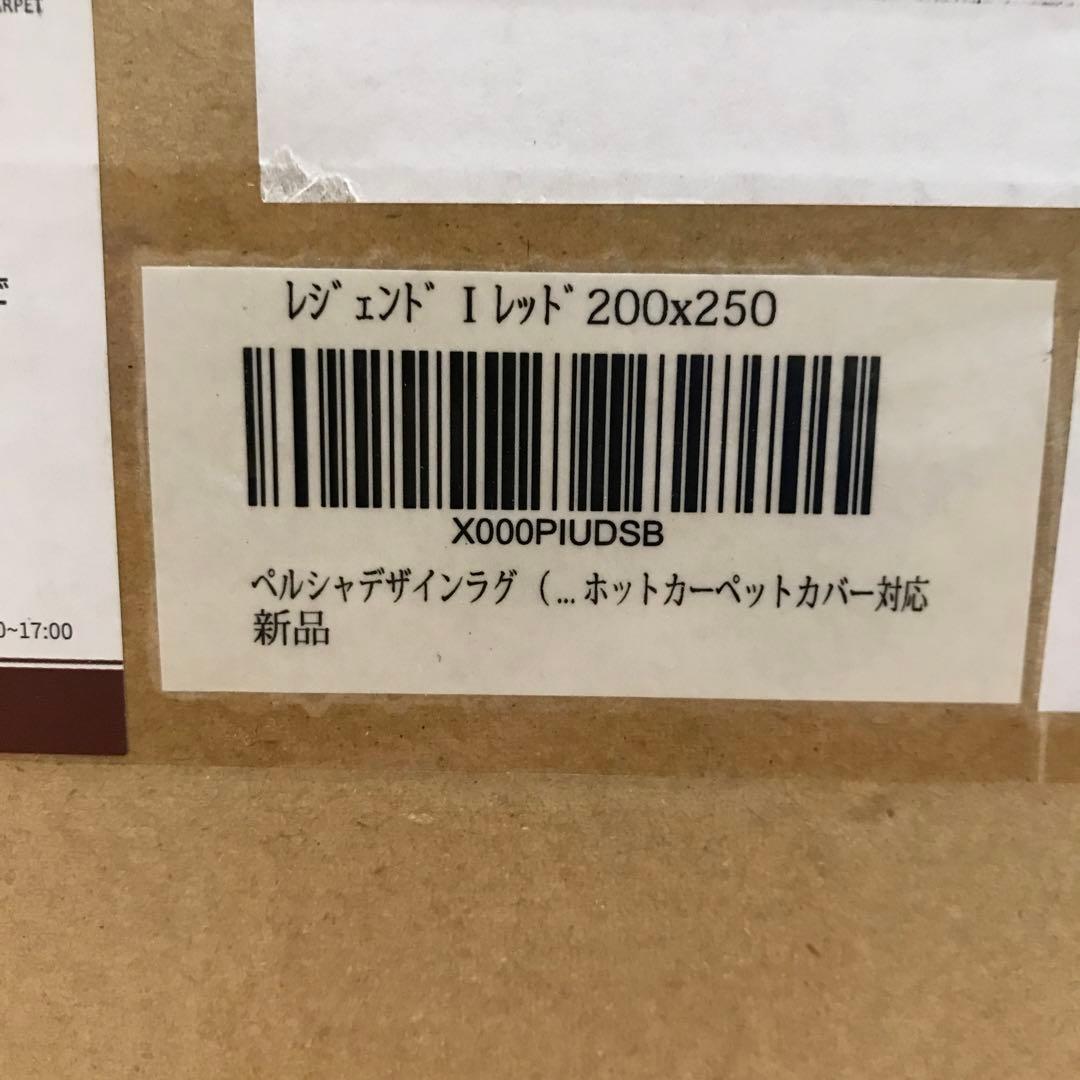 ﾚｼﾞｪﾝﾄﾞ I ﾚｯﾄﾞ 200x250
X000PIUDSB
ペルシャデザインラグ（... ホットカーペットカバー対応
新品
0~17:00